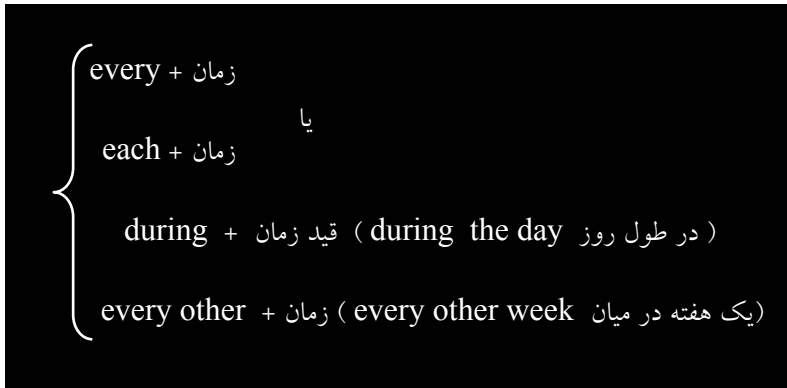 every + زمان
یا
each + زمان
during + قید زمان ( during the day در طول روز )
every other + زمان ( every other week یک هفته در میان)